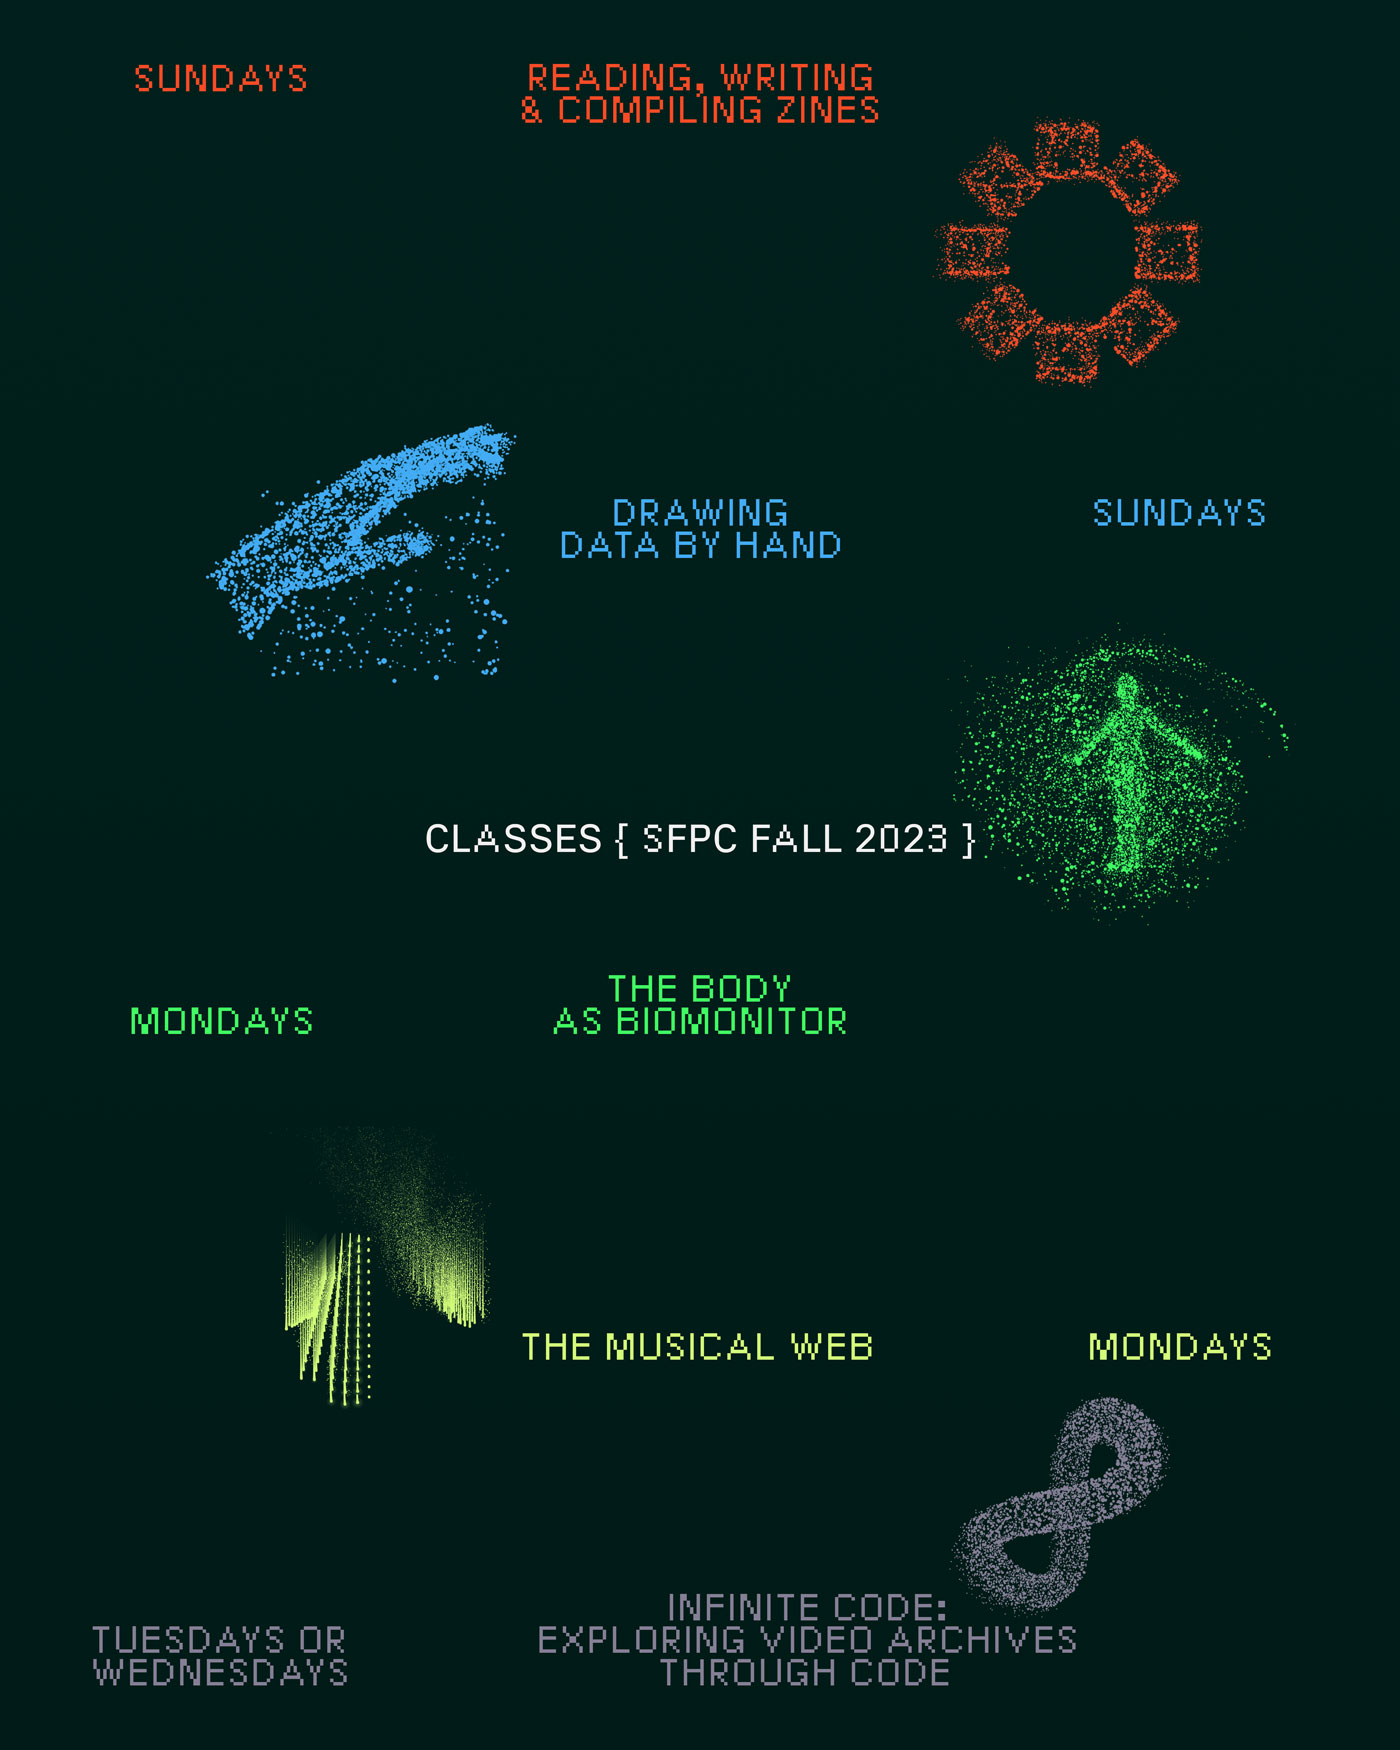 SUNDAYS
READING, WRITING
& COMPILING ZINES
DRAWING
DATA BY HAND
SUNDAYS
CLASSES { SFPC FALL 2023 }
MONDAYS
THE BODY
AS BIOMONITOR
THE MUSICAL WEB
MONDAYS
TUESDAYS OR
WEDNESDAYS
INFINITE CODE:
EXPLORING VIDEO ARCHIVES
THROUGH CODE